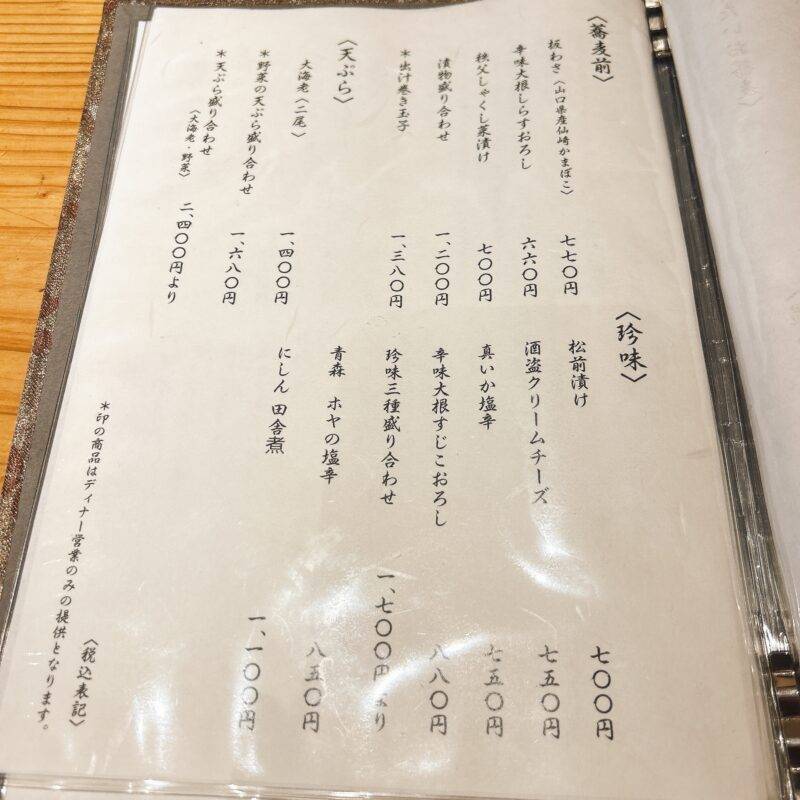 〈蕎麦前〉
板わさ〈山口県産仙崎かまぼこ〉 七七〇円
辛味大根しらすおろし 六六〇円
秩父しゃくし菜漬け 七〇〇円
漬物盛り合わせ 一、二〇〇円
＊出汁巻き玉子 一、三八〇円
〈天ぷら〉
大海老〈二尾〉 一、四〇〇円
＊野菜の天ぷら盛り合わせ 一、六八〇円
＊天ぷら盛り合わせ
〈大海老・野菜〉 二、四〇〇円より
〈珍味〉
松前漬け 七〇〇円
酒盗クリームチーズ 七五〇円
真いか塩辛 七五〇円
辛味大根すじこおろし 八八〇円
珍味三種盛り合わせ 一、七〇〇円より
青森 ホヤの塩辛 八五〇円
にしん 田舎煮 一、一〇〇円
〈税込表記〉
＊印の商品はディナー営業のみの提供となります。